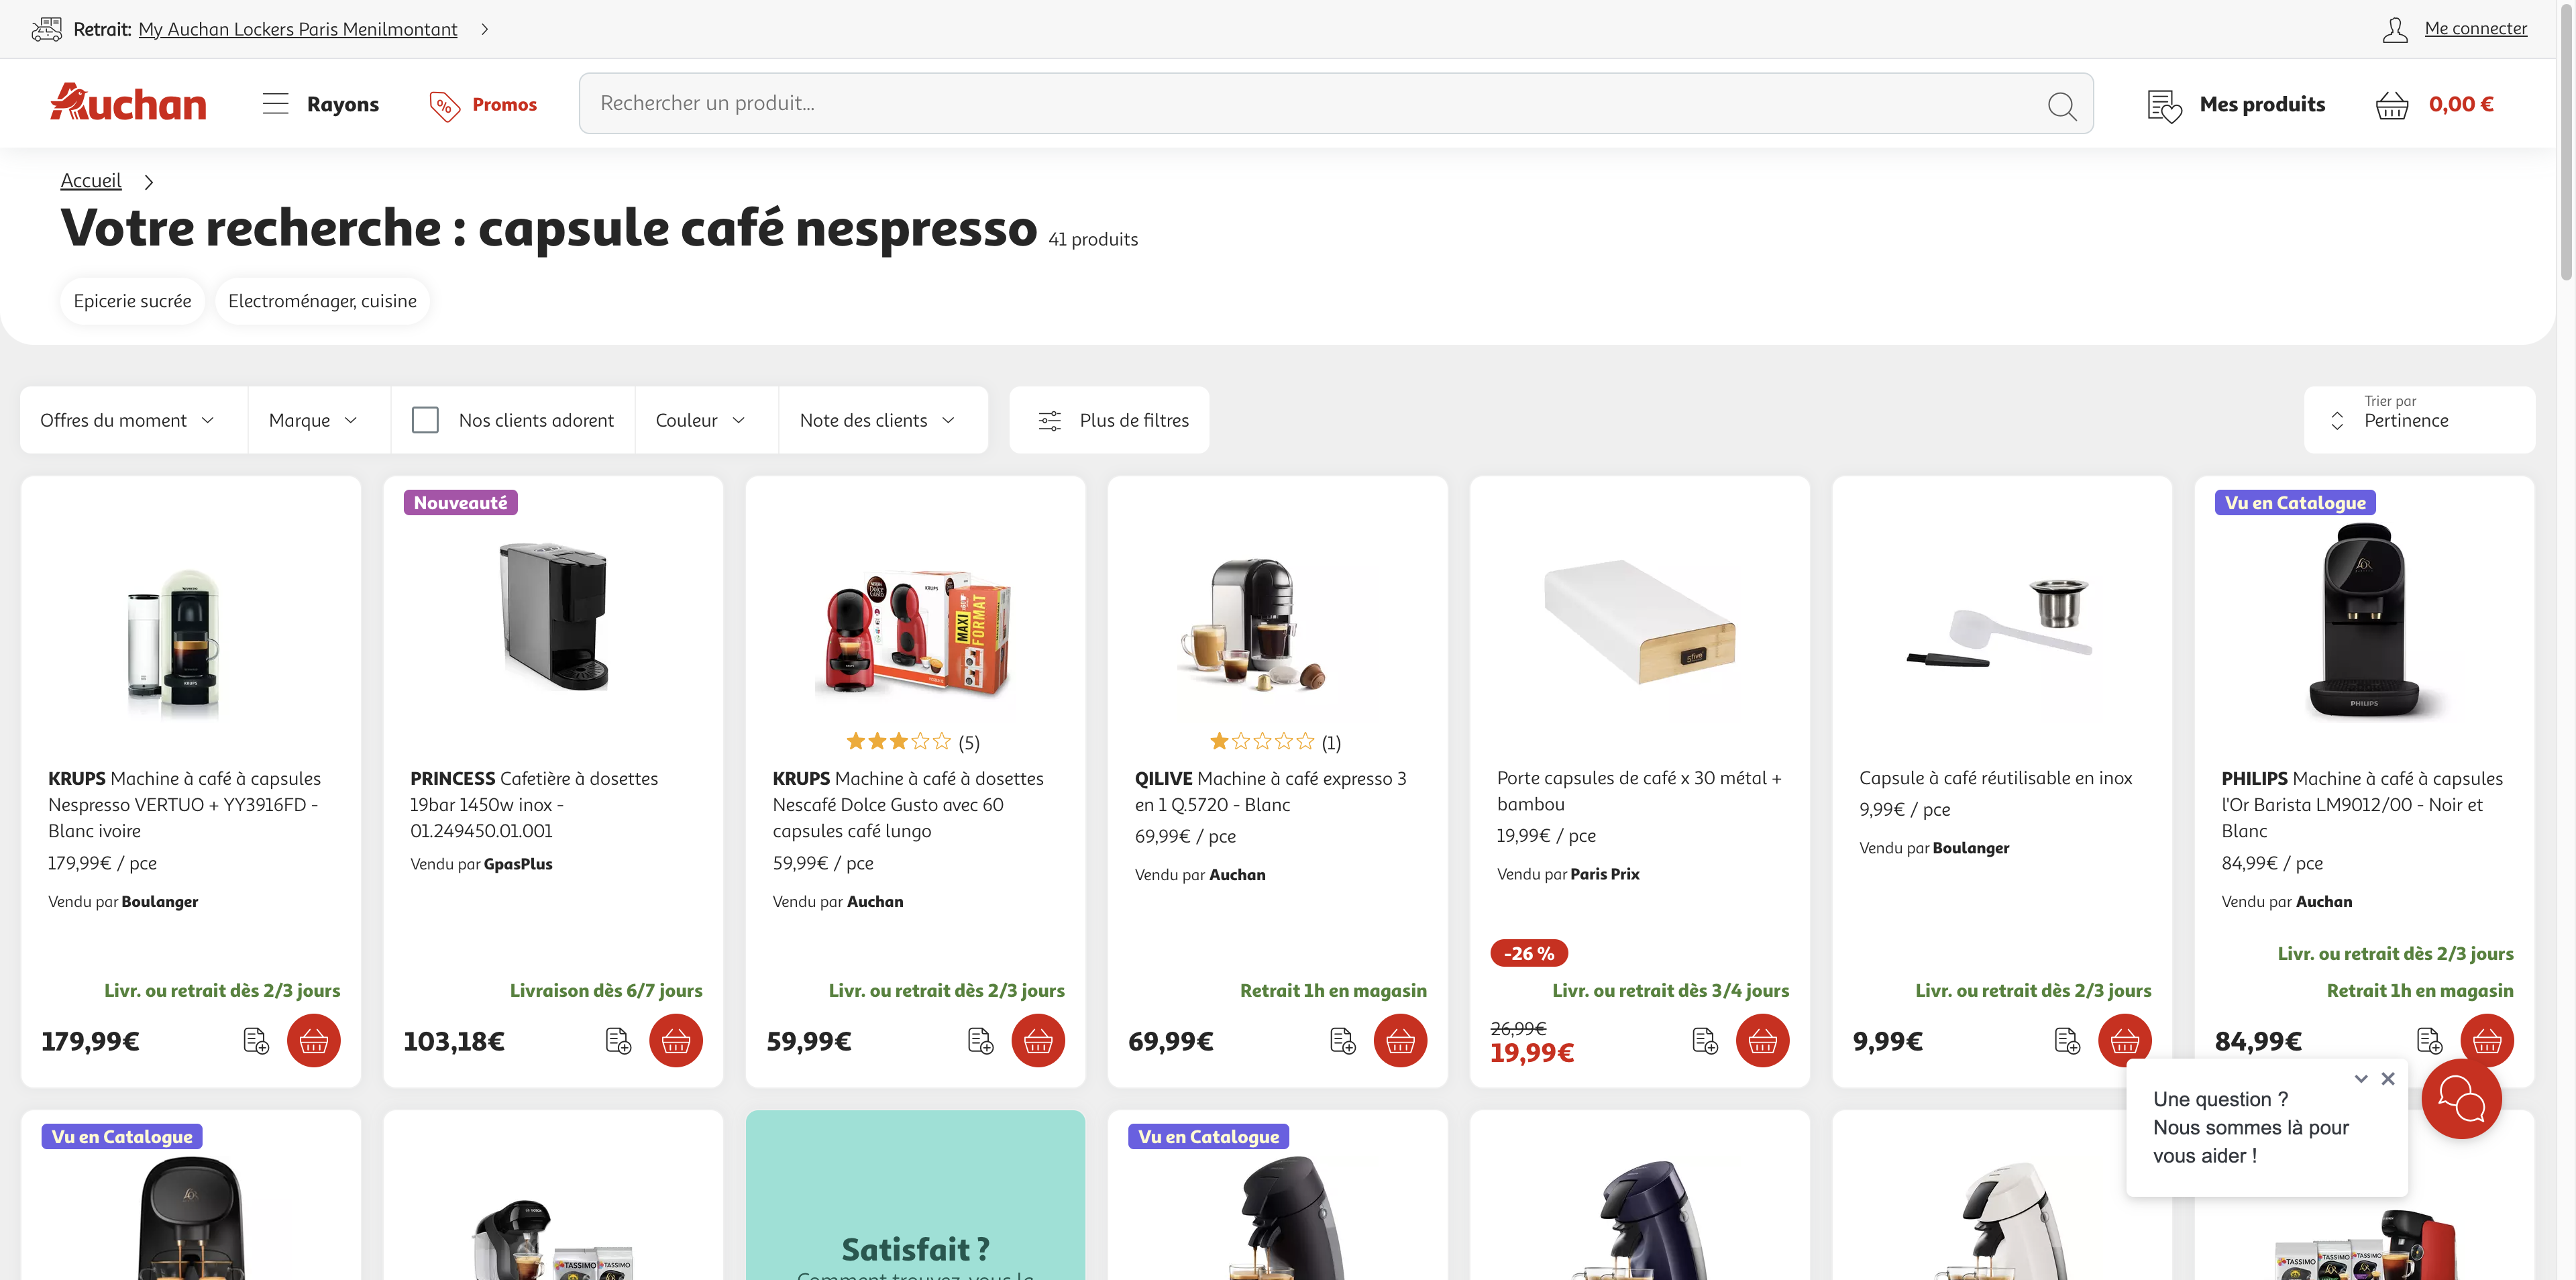 Retrait: My Auchan Lockers Paris Menilmontant
Me connecter
Auchan
Rayons
Promos
Rechercher un produit...
Mes produits
0,00 €
Accueil
Votre recherche : capsule café nespresso 41 produits
Epicerie sucrée
Electroménager, cuisine
Offres du moment
Marque
Nos clients adorent
Couleur
Note des clients
Plus de filtres
Trier par
Pertinence
KRUPS Machine à café à capsules
Nespresso VERTUO + YY3916FD -
Blanc ivoire
179,99€ / pce
Vendu par Boulanger
Livr. ou retrait dès 2/3 jours
179,99€
Nouveauté
PRINCESS Cafetière à dosettes
19bar 1450w inox -
01.249450.01.001
Vendu par GpasPlus
Livraison dès 6/7 jours
103,18€
MAXI
FORMAT
(5)
KRUPS Machine à café à dosettes
Nescafé Dolce Gusto avec 60
capsules café lungo
59,99€ / pce
Vendu par Auchan
Livr. ou retrait dès 2/3 jours
59,99€
(1)
QILIVE Machine à café expresso 3
en 1 Q.5720 - Blanc
69,99€ / pce
Vendu par Auchan
Retrait 1h en magasin
69,99€
5five
Porte capsules de café x 30 métal +
bambou
19,99€ / pce
Vendu par Paris Prix
-26 %
Livr. ou retrait dès 3/4 jours
26,99€
19,99€
Capsule à café réutilisable en inox
9,99€ / pce
Vendu par Boulanger
Livr. ou retrait dès 2/3 jours
9,99€
Vu en Catalogue
L'OR
PHILIPS
PHILIPS Machine à café à capsules
l'Or Barista LM9012/00 - Noir et
Blanc
84,99€ / pce
Vendu par Auchan
Livr. ou retrait dès 2/3 jours
Retrait 1h en magasin
84,99€
Vu en Catalogue
L'OR
TASSIMO
TASSIMO
Satisfait ?
Vu en Catalogue
TASSIMO
TASSIMO
TASSIMO
Une question ?
Nous sommes là pour
vous aider !